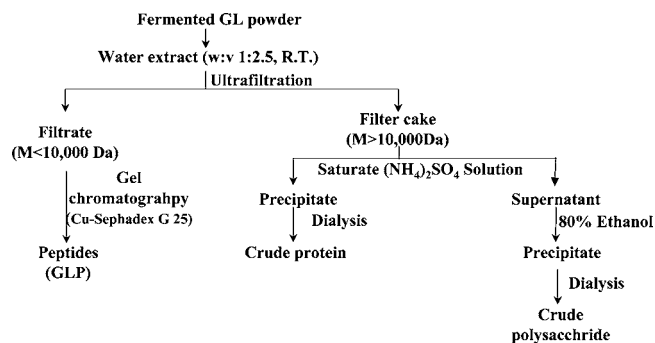 Fermented GL powder
Water extract (w:v 1:2.5, R.T.)
Ultrafiltration
Filtrate
(M<10,000 Da)
Filter cake
(M>10,000Da)
Saturate (NH4)2SO4 Solution
Gel
chromatograhpy
(Cu-Sephadex G 25)
Peptides
(GLP)
Precipitate
Dialysis
Crude protein
Supernatant
80% Ethanol
Precipitate
Dialysis
Crude
polysacchride